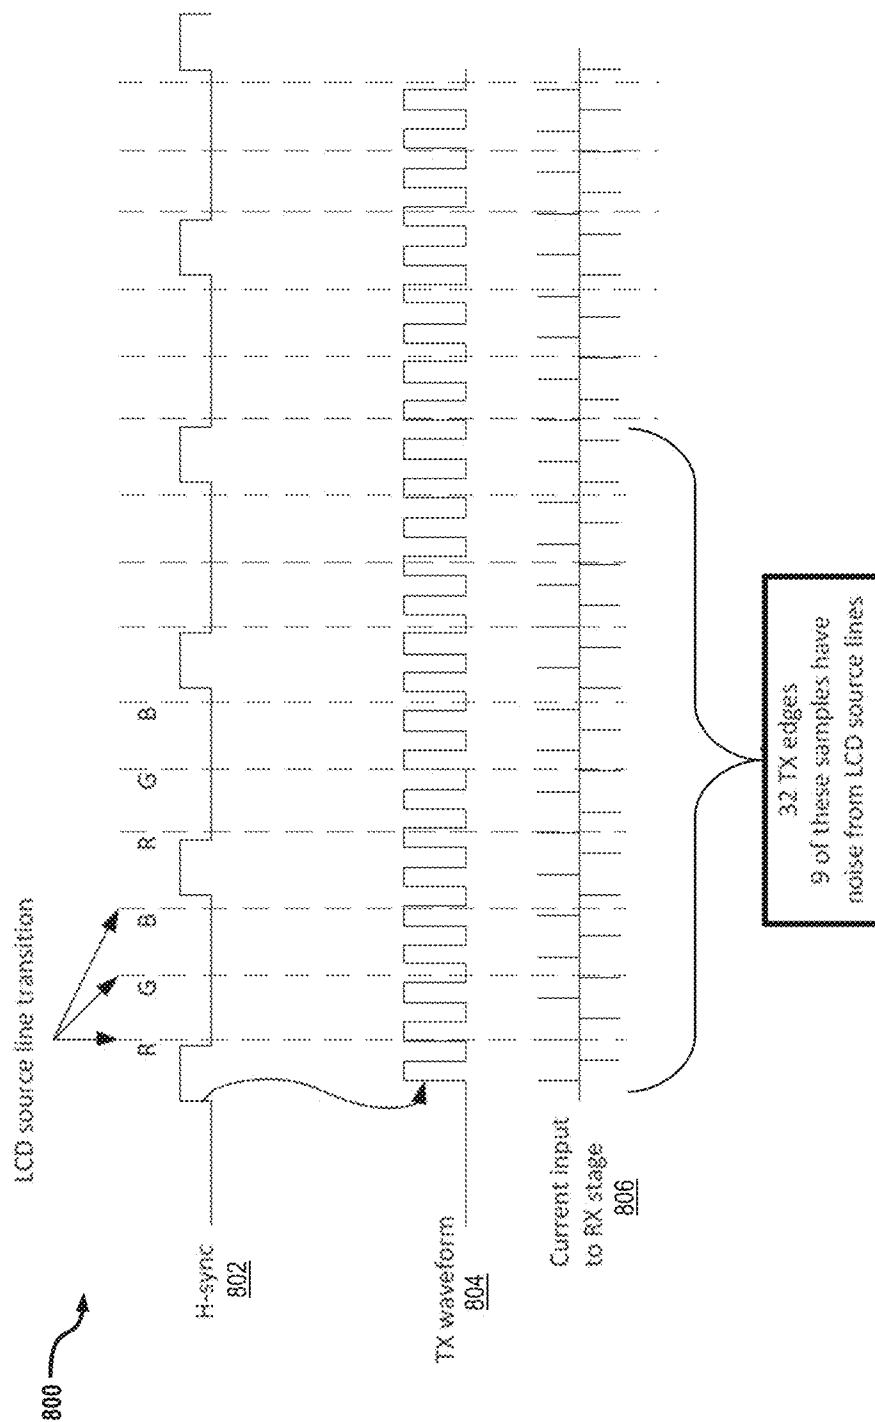 800
LCD source line transition
R
G
B
R
G
B
H-sync
802
TX waveform
804
Current input
to RX stage
806
32 TX edges
9 of these samples have
noise from LCD source lines